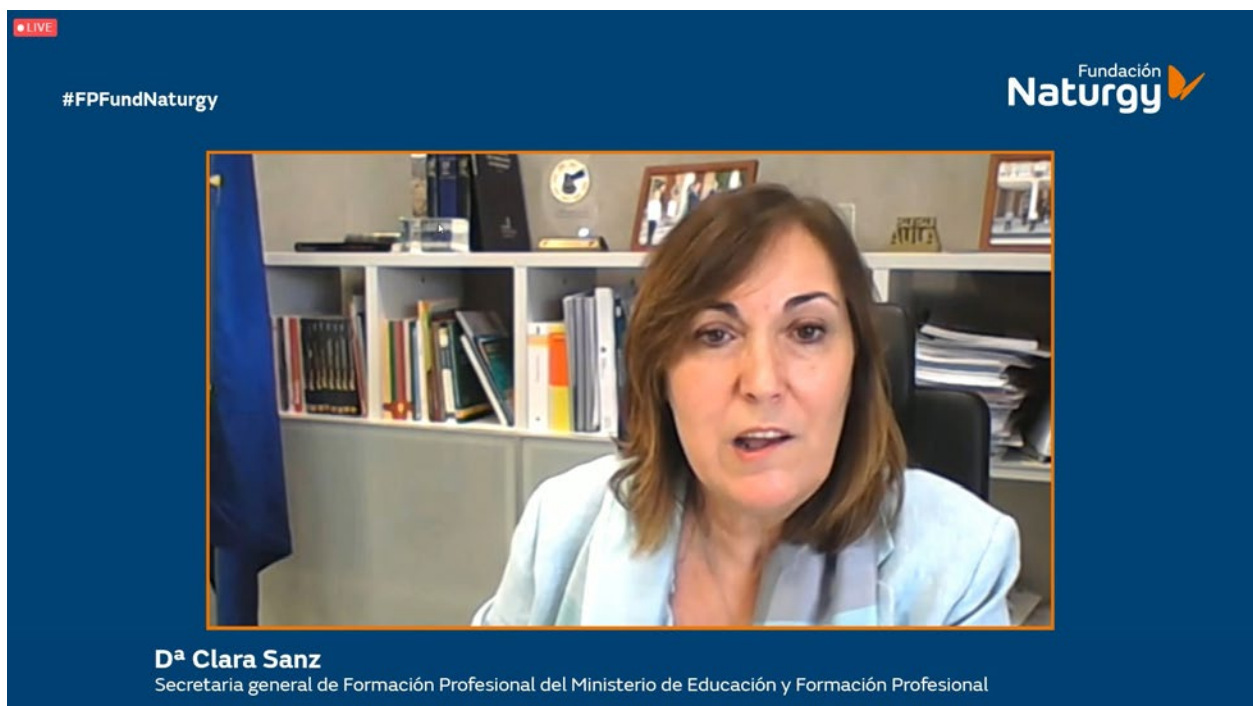 LIVE
#FPFundNaturgy
Fundación
Naturgy
Dª Clara Sanz
Secretaria general de Formación Profesional del Ministerio de Educación y Formación Profesional